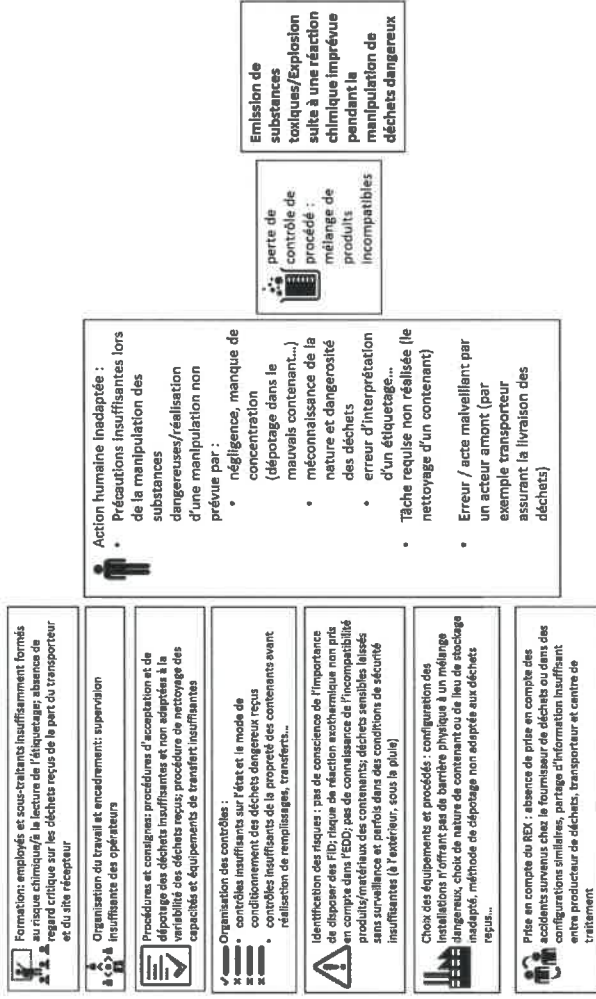 Formation: employés et sous-traitants insuffisamment formés
au risque chimique/à la lecture de l'étiquetage; absence de
regard critique sur les déchets reçus de la part du transporteur
et du site récepteur
Organisation du travail et encadrement: supervision
insuffisante des opérateurs
Procédures et consignes: procédures d'acceptation et de
dépotage des déchets insuffisantes et non adaptées à la
variabilité des déchets reçus; procédure de nettoyage des
capacités et équipements de transfert insuffisantes
Organisation des contrôles :
• contrôles insuffisants sur l'état et le mode de
conditionnement des déchets dangereux reçus
• contrôles insuffisants de la propreté des contenants avant
réalisation de remplissages, transferts...
Identification des risques : pas de conscience de l'importance
de disposer des FID; risque de réaction exothermique non pris
en compte dans l'EDD; pas de connaissance de l'incompatibilité
produits/matériaux des contenants; déchets sensibles laissés
sans surveillance et parfois dans des conditions de sécurité
insuffisantes (à l'extérieur, sous la pluie)
Choix des équipements et procédés : configuration des
installations n'offrant pas de barrière physique à un mélange
dangereux, choix de nature de contenant ou de lieu de stockage
inadapté, méthode de dépotage non adaptée aux déchets
reçus...
Prise en compte du REX : absence de prise en compte des
accidents survenus chez le fournisseur de déchets ou dans des
configurations similaires, partage d'information insuffisant
entre producteur de déchets, transporteur et centre de
traitement
Action humaine inadaptée :
• Précautions insuffisantes lors
de la manipulation des
substances
dangereuses/réalisation
d'une manipulation non
prévue par :
• négligence, manque de
concentration
(dépotage dans le
mauvais contenant...)
• méconnaissance de la
nature et dangerosité
des déchets
• erreur d'interprétation
d'un étiquetage...
• Tâche requise non réalisée (le
nettoyage d'un contenant)
• Erreur / acte malveillant par
un acteur amont (par
exemple transporteur
assurant la livraison des
déchets)
perte de
contrôle de
procédé :
mélange de
produits
incompatibles
Emission de
substances
toxiques/Explosion
suite à une réaction
chimique imprévue
pendant la
manipulation de
déchets dangereux